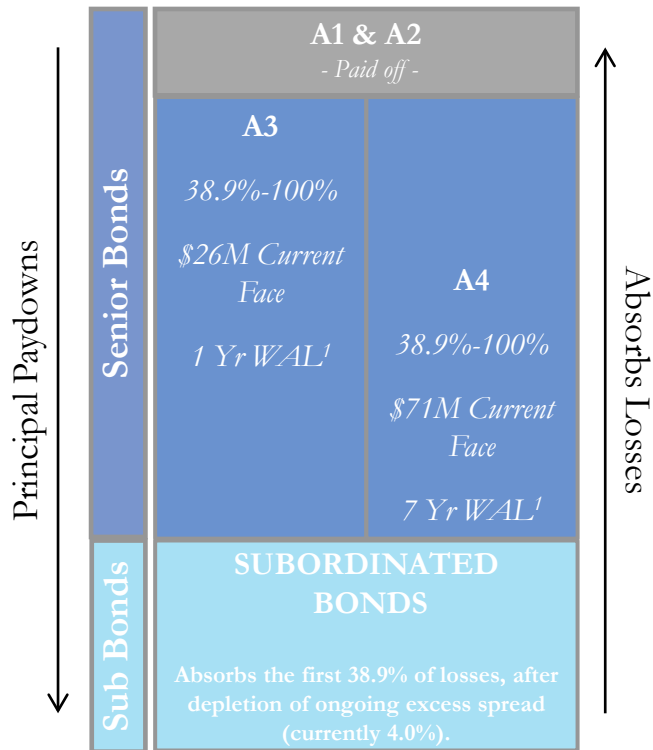 A1 & A2
- Paid off -
A3
38.9%-100%
$26M Current
Face
1 Yr WAL¹
A4
38.9%-100%
$71M Current
Face
7 Yr WAL¹
SUBORDINATED
BONDS
Absorbs the first 38.9% of losses, after
depletion of ongoing excess spread
(currently 4.0%).
Principal Paydowns
Senior Bonds
Sub Bonds
Absorbs Losses